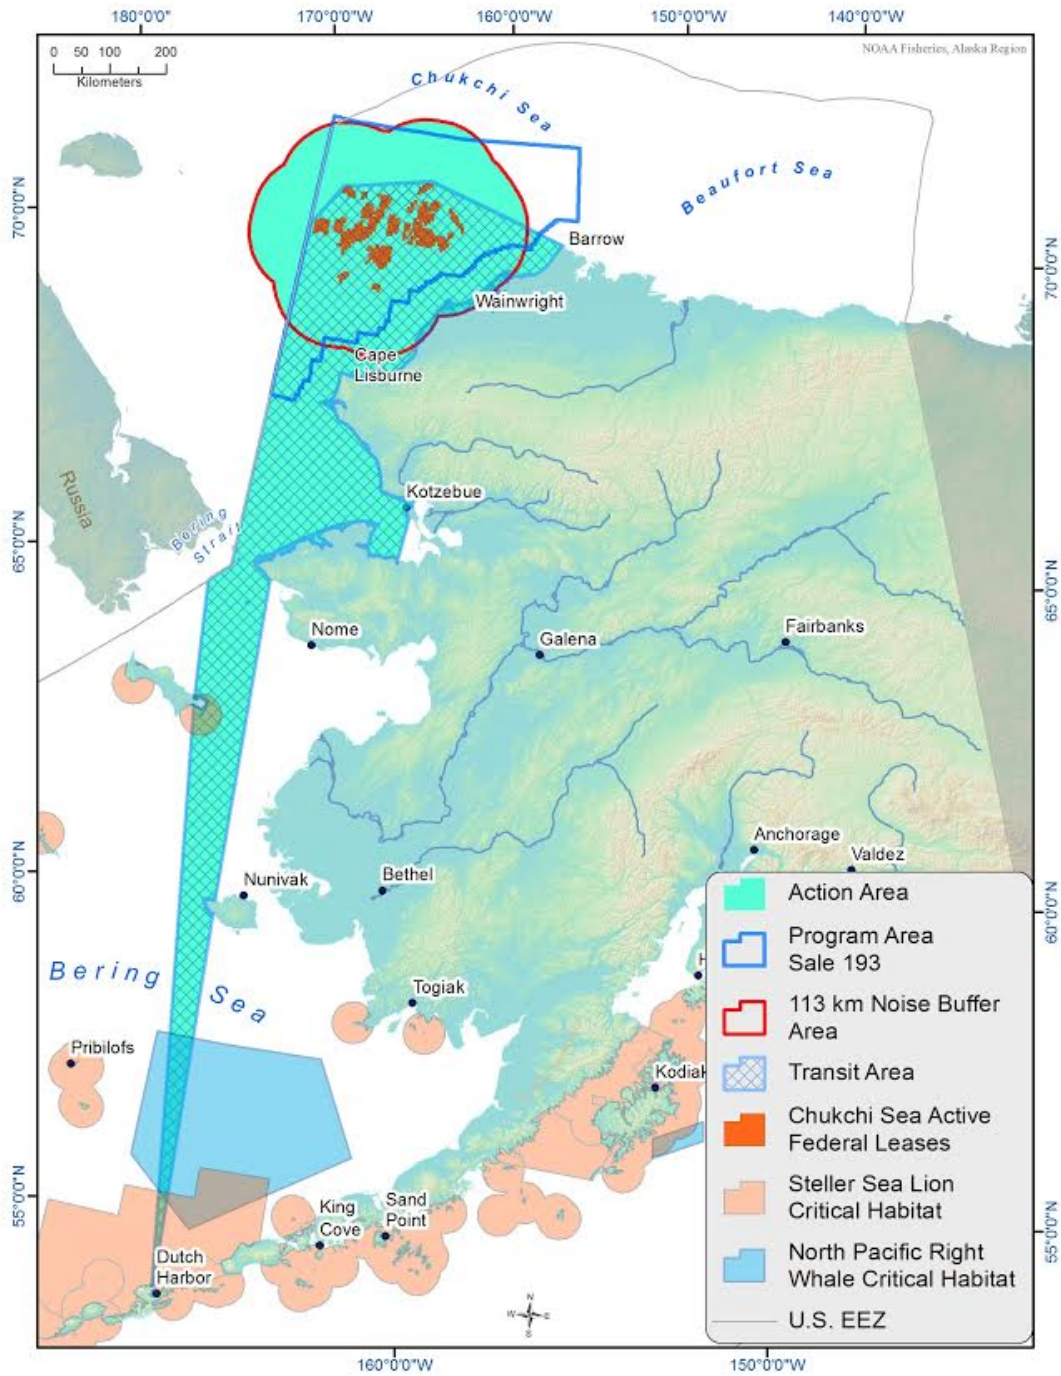 180°0'0"
170°0'0"W
160°0'0"W
150°0'0"W
140°0'0"W
0 50 100 200
Kilometers
NOAA Fisheries, Alaska Region
Chukchi Sea
Beaufort Sea
70°0'0"N
70°0'0"N
Barrow
Wainwright
Cape
Lisburne
Russia
Kotzebue
Bering
Strait
65°0'0"N
65°0'0"N
Nome
Galena
Fairbanks
Anchorage
Valdez
60°0'0"N
60°0'0"N
Nunivak
Bethel
Bering Sea
Togiak
H
Pribilofs
Kodiak
55°0'0"N
55°0'0"N
King
Cove
Sand
Point
Dutch
Harbor
N
W E
S
Action Area
Program Area
Sale 193
113 km Noise Buffer
Area
Transit Area
Chukchi Sea Active
Federal Leases
Steller Sea Lion
Critical Habitat
North Pacific Right
Whale Critical Habitat
U.S. EEZ
160°0'0"W
150°0'0"W